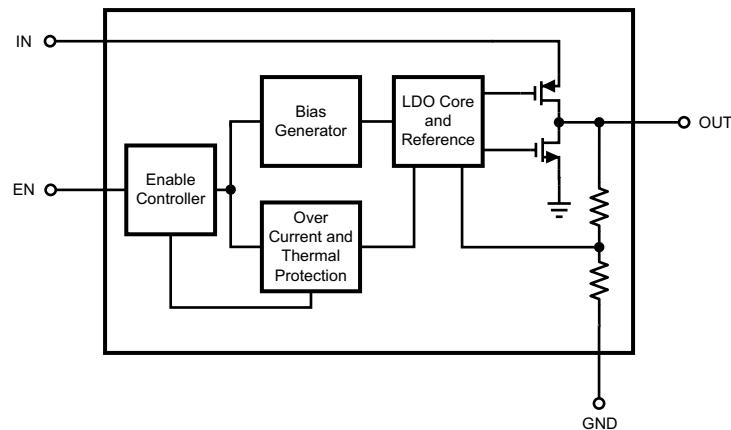 IN
Bias
Generator
LDO Core
and
Reference
OUT
EN
Enable
Controller
Over
Current and
Thermal
Protection
GND